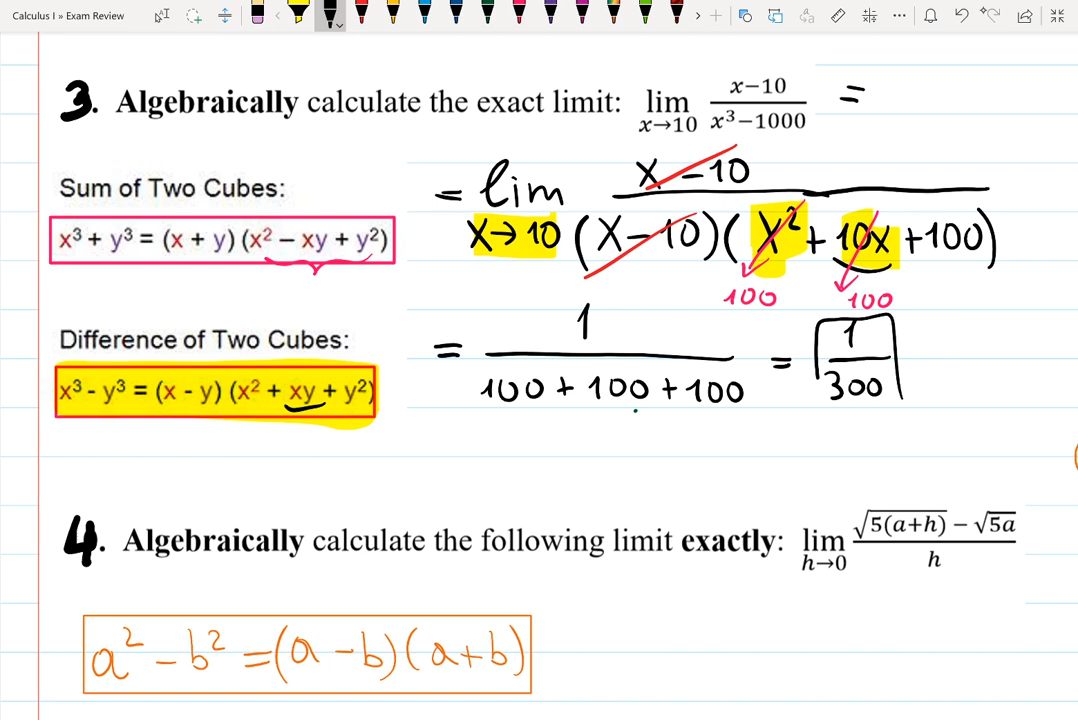 Calculus I » Exam Review
3. Algebraically calculate the exact limit: lim x→10 x−10 / x³−1000 =
= lim x→10 x−10 / (x−10)(x² + 10x + 100)
100 100
Sum of Two Cubes:
x³ + y³ = (x + y) (x² − xy + y²)
= 1 / 100 + 100 + 100 = 1 / 300
Difference of Two Cubes:
x³ - y³ = (x - y) (x² + xy + y²)
4. Algebraically calculate the following limit exactly: lim h→0 √5(a+h) − √5a / h
a² − b² = (a − b)(a + b)